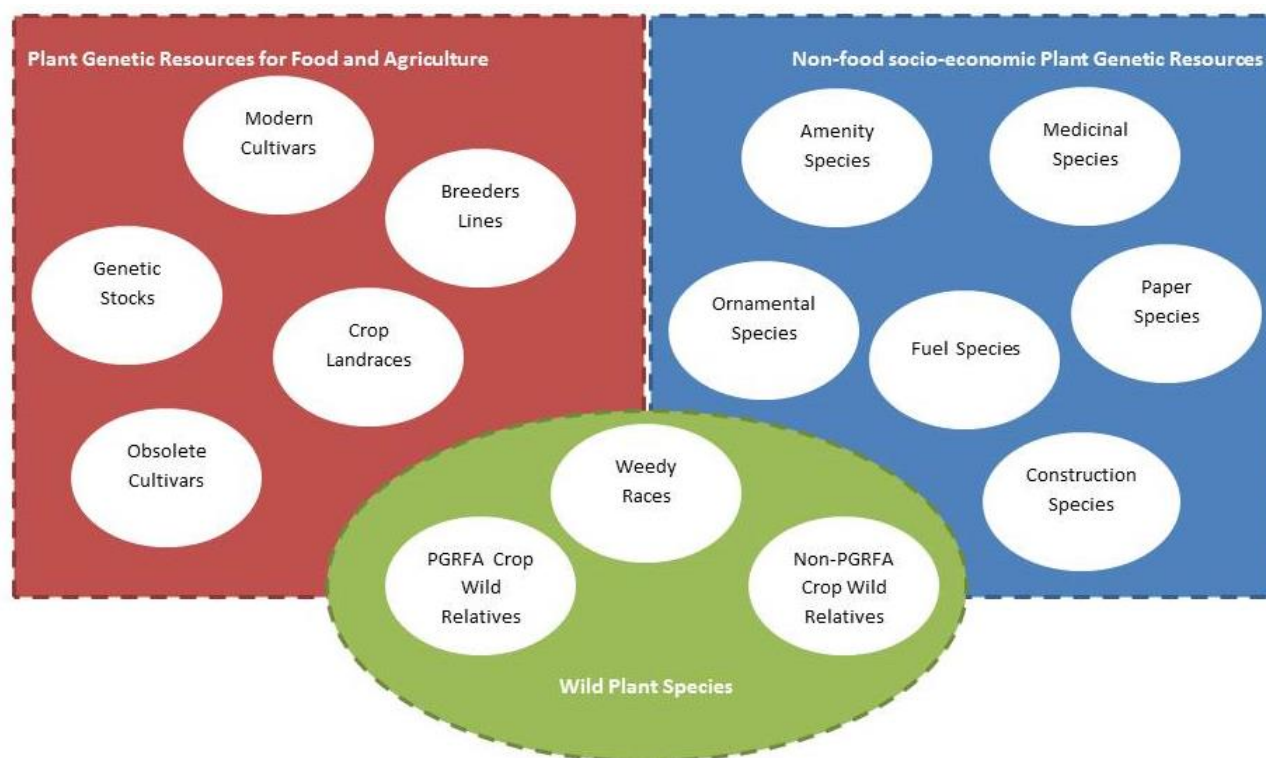 Plant Genetic Resources for Food and Agriculture
Modern
Cultivars
Breeders
Lines
Genetic
Stocks
Crop
Landraces
Obsolete
Cultivars
Non-food socio-economic Plant Genetic Resources
Amenity
Species
Medicinal
Species
Ornamental
Species
Fuel Species
Paper
Species
Construction
Species
Weedy
Races
PGRFA Crop
Wild
Relatives
Non-PGRFA
Crop Wild
Relatives
Wild Plant Species